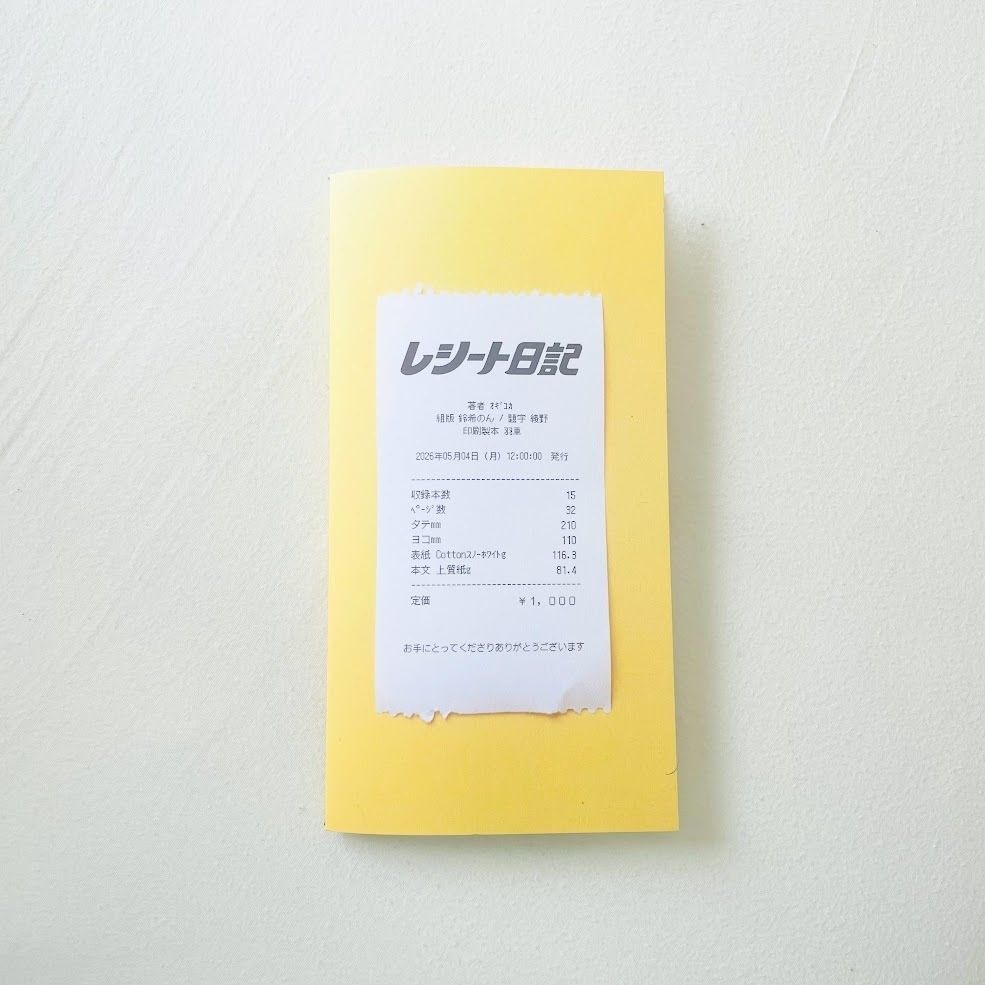 レシート日記
著者 ｵｷﾞﾕｶ
組版 鈴希のん / 題字 綾野
印刷製本 羽車
2026年05月04日（月）12:00:00 発行
収録本数 15
ﾍﾟｰｼﾞ数 32
タテmm 210
ヨコmm 110
表紙 Cottonｽﾉｰﾎﾜｲﾄg 116.3
本文 上質紙g 81.4
定価 ￥１，０００
お手にとってくださりありがとうございます